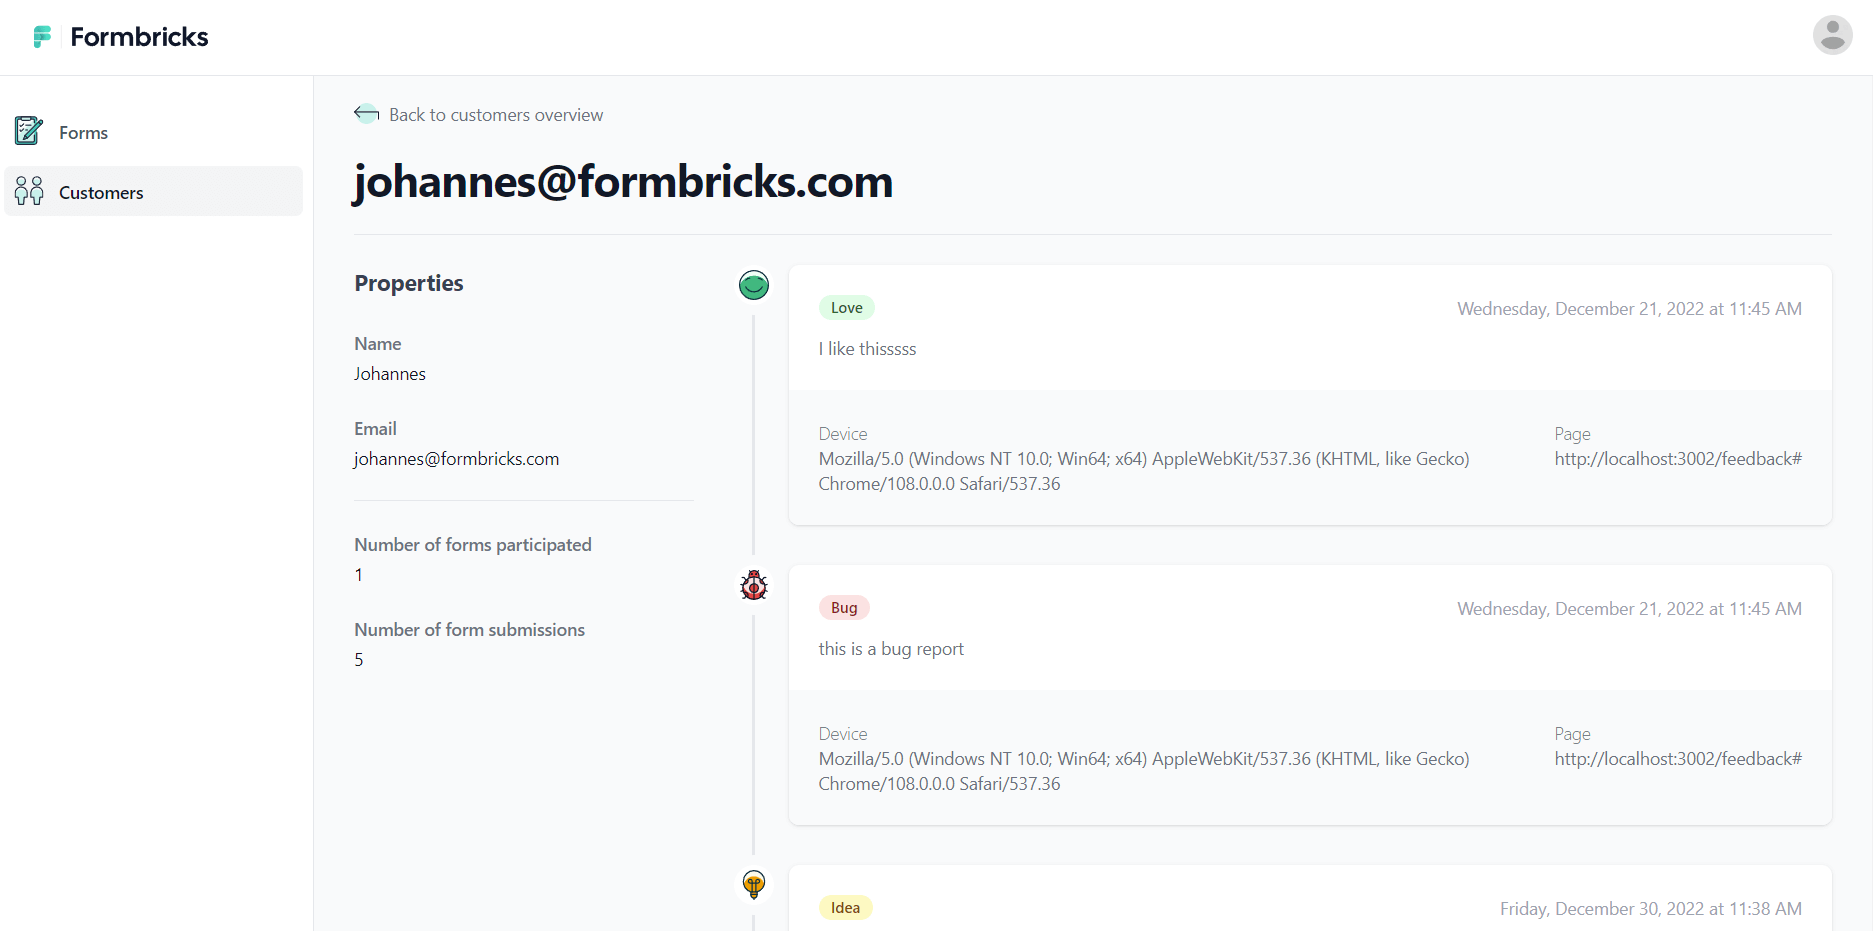 Formbricks
Forms
Customers
Back to customers overview
johannes@formbricks.com
Properties
Name
Johannes
Email
johannes@formbricks.com
Number of forms participated
1
Number of form submissions
5
Love
Wednesday, December 21, 2022 at 11:45 AM
I like thisssss
Device
Mozilla/5.0 (Windows NT 10.0; Win64; x64) AppleWebKit/537.36 (KHTML, like Gecko)
Chrome/108.0.0.0 Safari/537.36
Page
http://localhost:3002/feedback#
Bug
Wednesday, December 21, 2022 at 11:45 AM
this is a bug report
Device
Mozilla/5.0 (Windows NT 10.0; Win64; x64) AppleWebKit/537.36 (KHTML, like Gecko)
Chrome/108.0.0.0 Safari/537.36
Page
http://localhost:3002/feedback#
Idea
Friday, December 30, 2022 at 11:38 AM